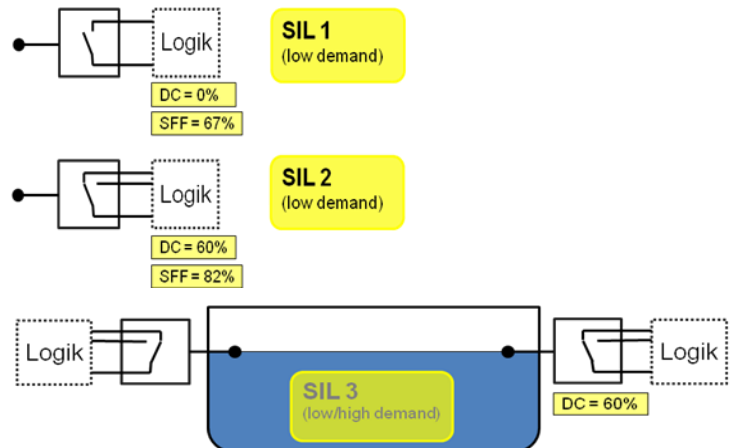 Logik
SIL 1
(low demand)
DC = 0%
SFF = 67%
Logik
SIL 2
(low demand)
DC = 60%
SFF = 82%
Logik
SIL 3
(low/high demand)
Logik
DC = 60%